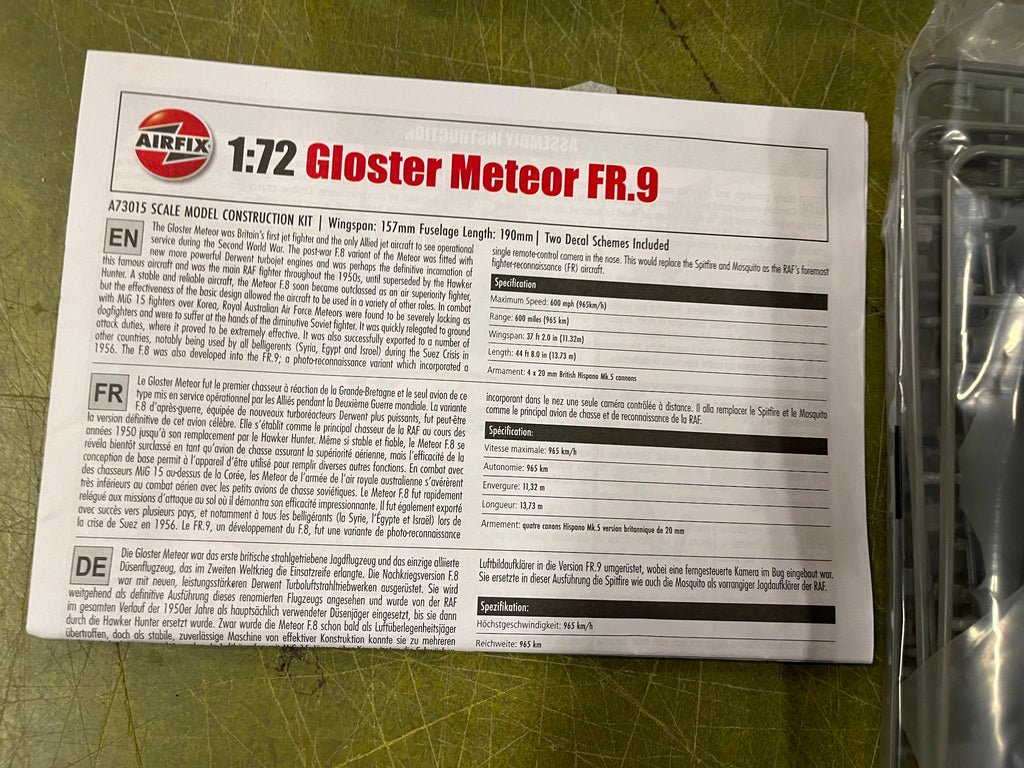 AIRFIX
1:72 Gloster Meteor FR.9
A73015 SCALE MODEL CONSTRUCTION KIT | Wingspan: 157mm Fuselage Length: 190mm | Two Decal Schemes Included
EN
The Gloster Meteor was Britain's first jet fighter and the only Allied jet aircraft to see operational
service during the Second World War. The post-war F.8 variant of the Meteor was fitted with
new more powerful Derwent turbojet engines and was perhaps the definitive incarnation of
this famous aircraft and was the main RAF fighter throughout the 1950s, until superseded by the Hawker
Hunter. A stable and reliable aircraft, the Meteor F.8 soon became outclassed as an air superiority fighter,
but the effectiveness of the basic design allowed the aircraft to be used in a variety of other roles. In combat
with MiG 15 fighters over Korea, Royal Australian Air Force Meteors were found to be severely lacking as
dogfighters and were to suffer at the hands of the diminutive Soviet fighter. It was quickly relegated to ground
attack duties, where it proved to be extremely effective. It was also successfully exported to a number of
other countries, notably being used by all belligerents (Syria, Egypt and Israel) during the Suez Crisis in
1956. The F.8 was also developed into the FR.9; a photo-reconnaissance variant which incorporated a
single remote-control camera in the nose. This would replace the Spitfire and Mosquito as the RAF's foremost
fighter-reconnaissance (FR) aircraft.
Specification
Maximum Speed: 600 mph (965km/h)
Range: 600 miles (965 km)
Wingspan: 37 ft 2.0 in (11.32m)
Length: 44 ft 8.0 in (13.73 m)
Armament: 4 x 20 mm British Hispano Mk.5 cannons
FR
Le Gloster Meteor fut le premier chasseur à réaction de la Grande-Bretagne et le seul avion de ce
type mis en service opérationnel par les Alliés pendant la Deuxième Guerre mondiale. La variante
F.8 d'après-guerre, équipée de nouveaux turboréacteurs Derwent plus puissants, fut peut-être
la version définitive de cet avion célèbre. Elle s'établit comme le principal chasseur de la RAF au cours des
années 1950 jusqu'à son remplacement par le Hawker Hunter. Même si stable et fiable, le Meteor F.8 se
révéla bientôt surclassé en tant qu'avion de chasse assurant la supériorité aérienne, mais l'efficacité de la
conception de base permit à l'appareil d'être utilisé pour remplir diverses autres fonctions. En combat avec
des chasseurs MiG 15 au-dessus de la Corée, les Meteor de l'armée de l'air royale australienne s'avérèrent
très inférieurs au combat aérien avec les petits avions de chasse soviétiques. Le Meteor F.8 fut rapidement
relégué aux missions d'attaque au sol où il démontra son efficacité impressionnante. Il fut également exporté
avec succès vers plusieurs pays, et notamment à tous les belligérants (la Syrie, l'Égypte et Israël) lors de
la crise de Suez en 1956. Le FR.9, un développement du F.8, fut une variante de photo-reconnaissance
incorporant dans le nez une seule caméra contrôlée à distance. Il alla remplacer le Spitfire et le Mosquito
comme le principal avion de chasse et de reconnaissance de la RAF.
Spécification:
Vitesse maximale: 965 km/h
Autonomie: 965 km
Envergure: 11,32 m
Longueur: 13,73 m
Armement: quatre canons Hispano Mk.5 version britannique de 20 mm
DE
Die Gloster Meteor war das erste britische strahlgetriebene Jagdflugzeug und das einzige alliierte
Düsenflugzeug, das im Zweiten Weltkrieg die Einsatzreife erlangte. Die Nachkriegsversion F.8
war mit neuen, leistungsstärkeren Derwent Turboluftstrahltriebwerken ausgerüstet. Sie wird
weitgehend als definitive Ausführung dieses renomierten Flugzeugs angesehen und wurde von der RAF
im gesamten Verlauf der 1950er Jahre als hauptsächlich verwendeter Düsenjäger eingesetzt, bis sie dann
durch die Hawker Hunter ersetzt wurde. Zwar wurde die Meteor F.8 schon bald als Luftüberlegenheitsjäger
übertroffen, doch als stabile, zuverlässige Maschine von effektiver Konstruktion konnte sie zu mehreren
Luftbildaufklärer in die Version FR.9 umgerüstet, wobei eine ferngesteuerte Kamera im Bug eingebaut war.
Sie ersetzte in dieser Ausführung die Spitfire wie auch die Mosquito als vorrangiger Jagdaufklärer der RAF.
Spezifikation:
Höchstgeschwindigkeit: 965 km/h
Reichweite: 965 km